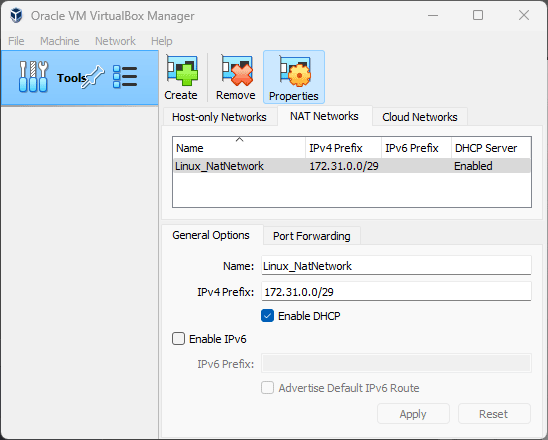 Oracle VM VirtualBox Manager
File Machine Network Help
Tools
Create Remove Properties
Host-only Networks NAT Networks Cloud Networks
Name IPv4 Prefix IPv6 Prefix DHCP Server
Linux_NatNetwork 172.31.0.0/29 Enabled
General Options Port Forwarding
Name: Linux_NatNetwork
IPv4 Prefix: 172.31.0.0/29
Enable DHCP
Enable IPv6
IPv6 Prefix:
Advertise Default IPv6 Route
Apply Reset